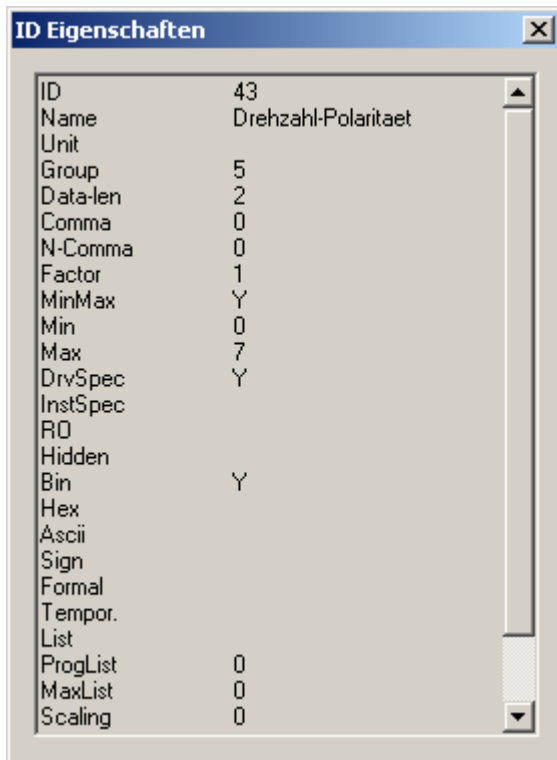 ID Eigenschaften
ID 43
Name Drehzahl-Polaritaet
Unit
Group 5
Data-len 2
Comma 0
N-Comma 0
Factor 1
MinMax Y
Min 0
Max 7
DrvSpec Y
InstSpec
RO
Hidden
Bin Y
Hex
Ascii
Sign
Formal
Tempor.
List
ProgList 0
MaxList 0
Scaling 0